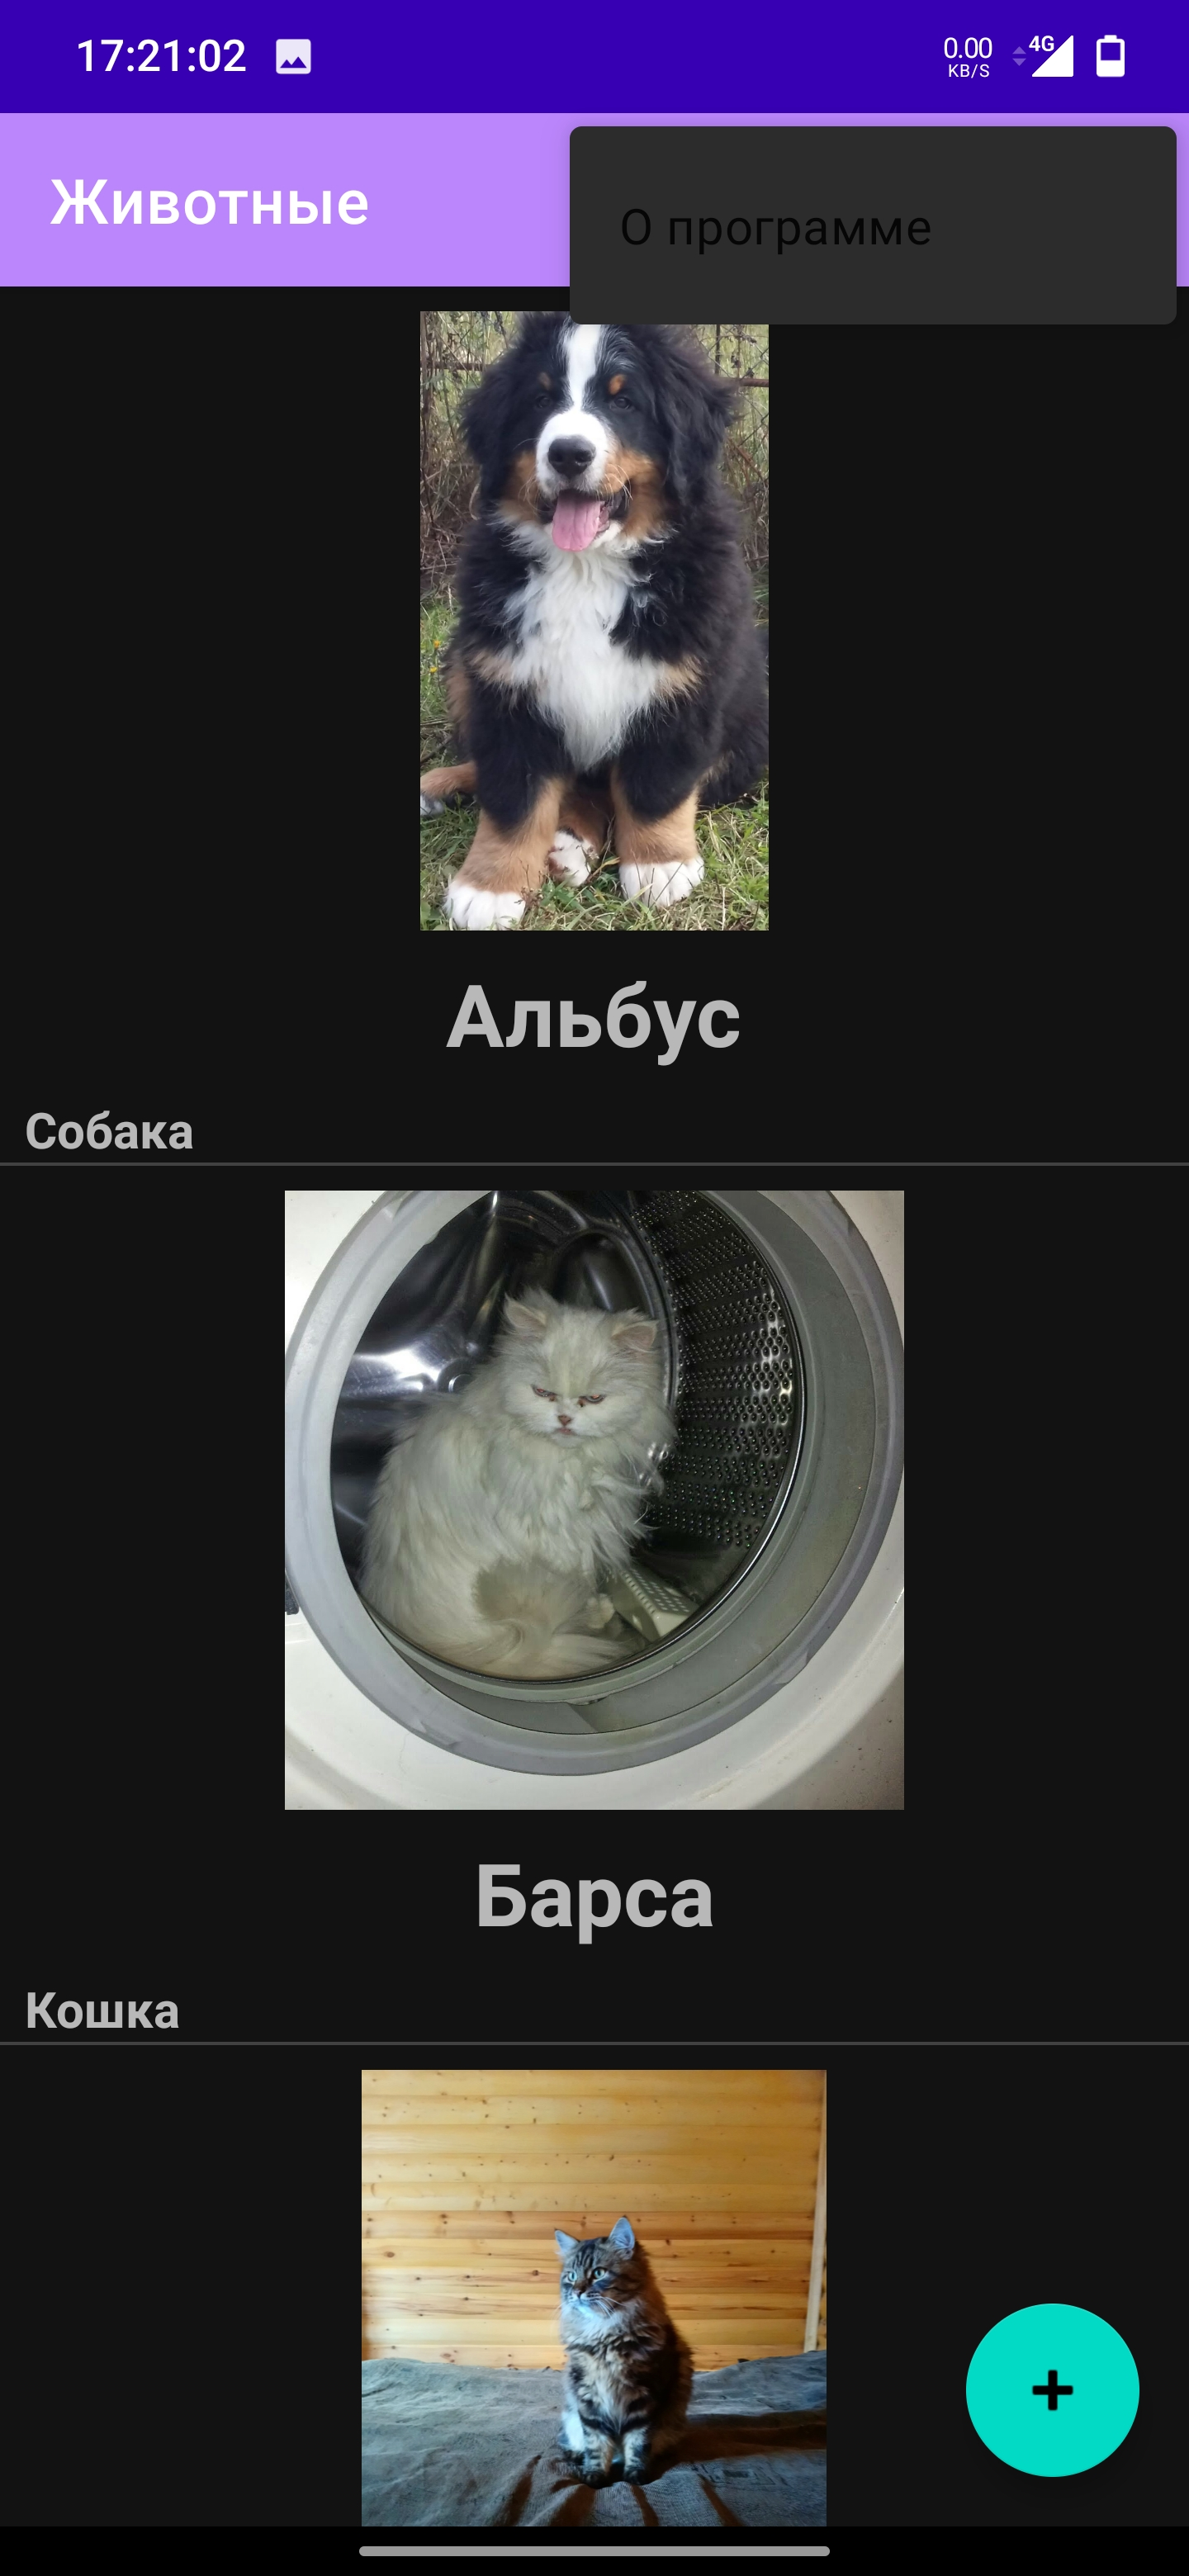 17:21:02
0.00
KB/S
4G
Животные
О программе
Альбус
Собака
Барса
Кошка